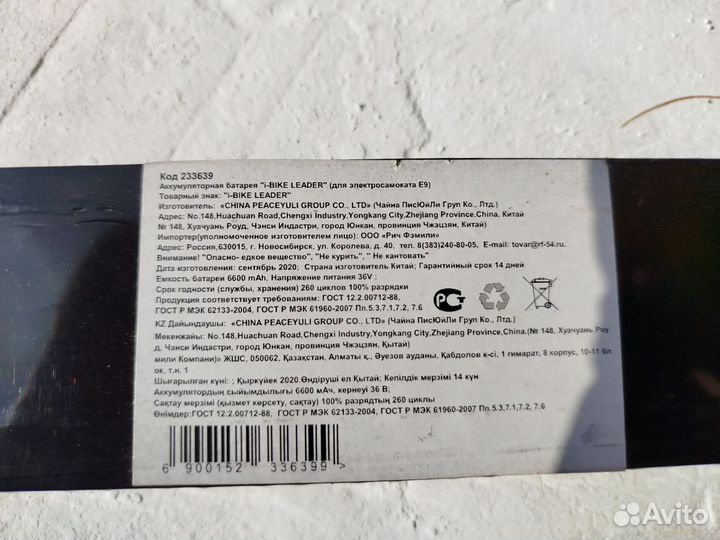 Код 233639
Аккумуляторная батарея "i-BIKE LEADER" (для электросамоката E9)
Товарный знак: "i-BIKE LEADER"
Изготовитель: «CHINA PEACEYULI GROUP CO., LTD» (Чайна ПисЮйЛи Груп Ко., Лтд.)
Адрес: No.148,Huachuan Road,Chengxi Industry,Yongkang City,Zhejiang Province,China, Китай
№ 148, Хуачуань Роуд, Чэнси Индастри, город Юнкан, провинция Чжэцзян, Китай
Импортер(уполномоченное изготовителем лицо): ООО «Рич Фэмили»
Адрес: Россия,630015, г. Новосибирск, ул. Королева, д. 40, тел. 8(383)240-80-05, E-mail: tovar@rf-54.ru
Внимание! "Опасно- едкое вещество", "Не курить", " Не кантовать"
Дата изготовления: сентябрь 2020; Страна изготовитель Китай; Гарантийный срок 14 дней
Емкость батареи 6600 mAh, Напряжение питания 36V :
Срок годности (службы, хранения) 260 циклов 100% разрядки
Продукция соответствует требованиям: ГОСТ 12.2.00712-88,
ГОСТ Р МЭК 62133-2004, ГОСТ Р МЭК 61960-2007 Пп.5.3,7.1,7.2, 7.6
KZ Дайындаушы: «CHINA PEACEYULI GROUP CO., LTD» (Чайна ПисЮйЛи Груп Ко., Лтд.)
Мекенжайы: No.148,Huachuan Road,Chengxi Industry,Yongkang City,Zhejiang Province,China.(№ 148, Хуачуань Роу
д, Чэнси Индастри, город Юнкан, провинция Чжэцзян, Қытай)
мили Компани)» ЖШС, 050062, Қазақстан, Алматы қ., Әуезов ауданы, Қабдолов к-сі, 1 гимарат, 8 корпус, 10-11 бл
ок, т.н. 1
Шығарылған күні: ; Қыркүйек 2020.Өндіруші ел Қытай; Кепілдік мерзімі 14 күн
Аккумулятордың сыйымдылығы 6600 мАч, кернеуі 36 В;
Сақтау мерзімі (қызмет көрсету, сақтау) 100% разрядтың 260 циклы
Өнімдер:ГОСТ 12.2.00712-88, ГОСТ Р МЭК 62133-2004, ГОСТ Р МЭК 61960-2007 Пп.5.3,7.1,7.2, 7.6
6 900152 336399 >
Avito